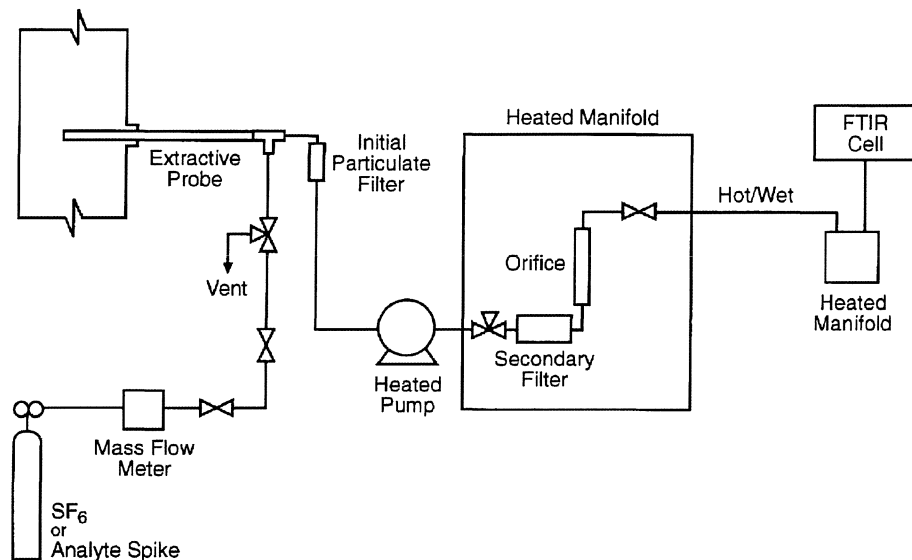 Extractive
Probe
Initial
Particulate
Filter
Heated Manifold
FTIR
Cell
Hot/Wet
Orifice
Vent
Heated
Manifold
Secondary
Filter
Heated
Pump
Mass Flow
Meter
SF6
or
Analyte Spike